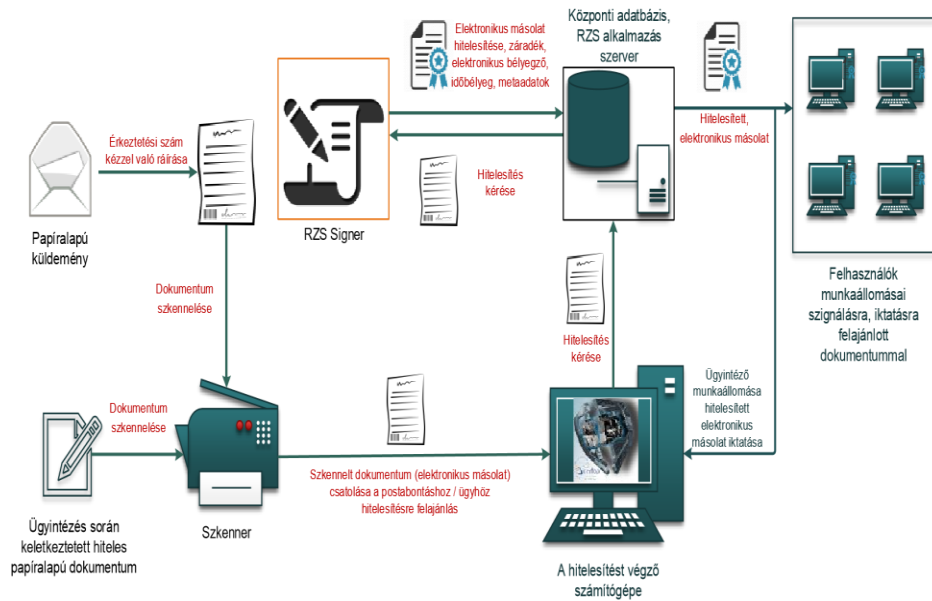 Elektronikus másolat
hitelesítése, záradék,
elektronikus bélyegző,
időbélyeg, metaadatok
Központi adatbázis,
RZS alkalmazás
szerver
Érkeztetési szám
kézzel való ráírása
Papíralapú
küldemény
RZS Signer
Hitelesítés
kérése
Hitelesített,
elektronikus másolat
Felhasználók
munkaállomásai
szignálásra, iktatásra
felajánlott
dokumentummal
Dokumentum
szkennelése
Hitelesítés
kérése
Ügyintéző
munkaállomása
hitelesített
elektronikus
másolat iktatása
Dokumentum
szkennelése
Ügyintézés során
keletkeztetett hiteles
papíralapú dokumentum
Szkenner
Szkennelt dokumentum (elektronikus másolat)
csatolása a postabontáshoz / ügyhöz
hitelesítésre felajánlás
A hitelesítést végző
számítógépe